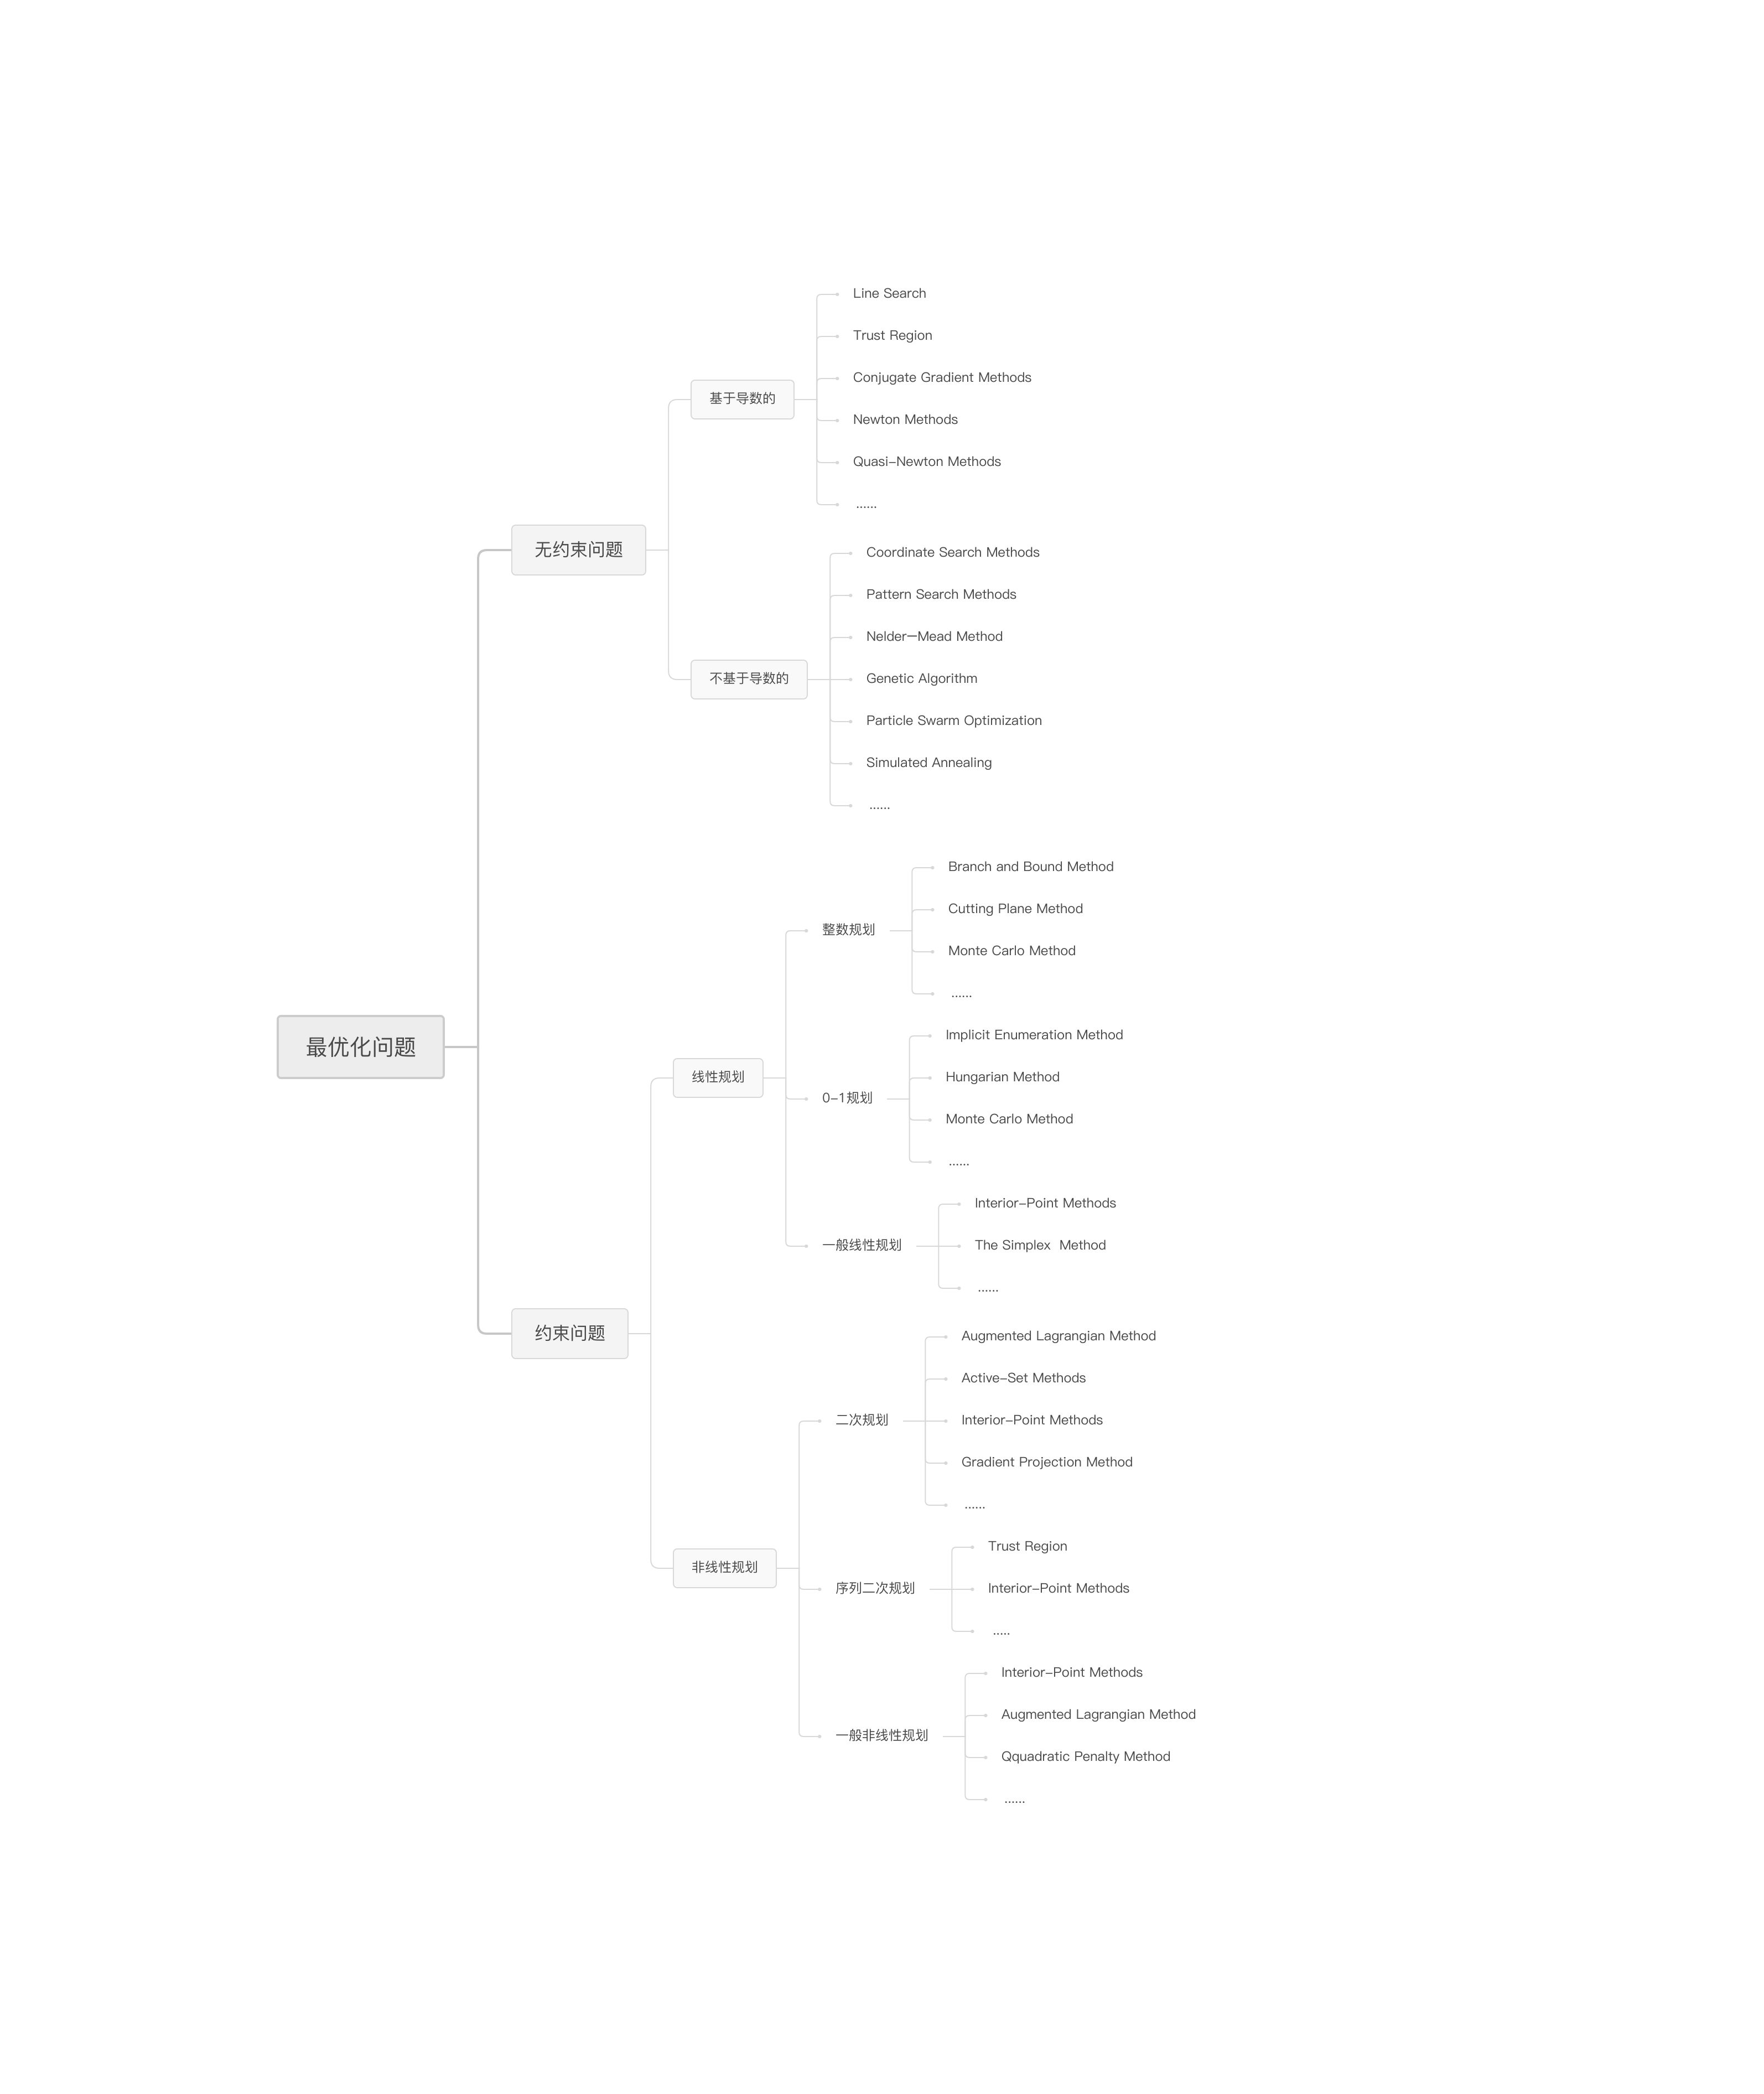 最优化问题
无约束问题
基于导数的
Line Search
Trust Region
Conjugate Gradient Methods
Newton Methods
Quasi-Newton Methods
......
不基于导数的
Coordinate Search Methods
Pattern Search Methods
Nelder—Mead Method
Genetic Algorithm
Particle Swarm Optimization
Simulated Annealing
......
约束问题
线性规划
整数规划
Branch and Bound Method
Cutting Plane Method
Monte Carlo Method
......
0-1规划
Implicit Enumeration Method
Hungarian Method
Monte Carlo Method
......
一般线性规划
Interior-Point Methods
The Simplex  Method
......
非线性规划
二次规划
Augmented Lagrangian Method
Active-Set Methods
Interior-Point Methods
Gradient Projection Method
......
序列二次规划
Trust Region
Interior-Point Methods
.....
一般非线性规划
Interior-Point Methods
Augmented Lagrangian Method
Qquadratic Penalty Method
......